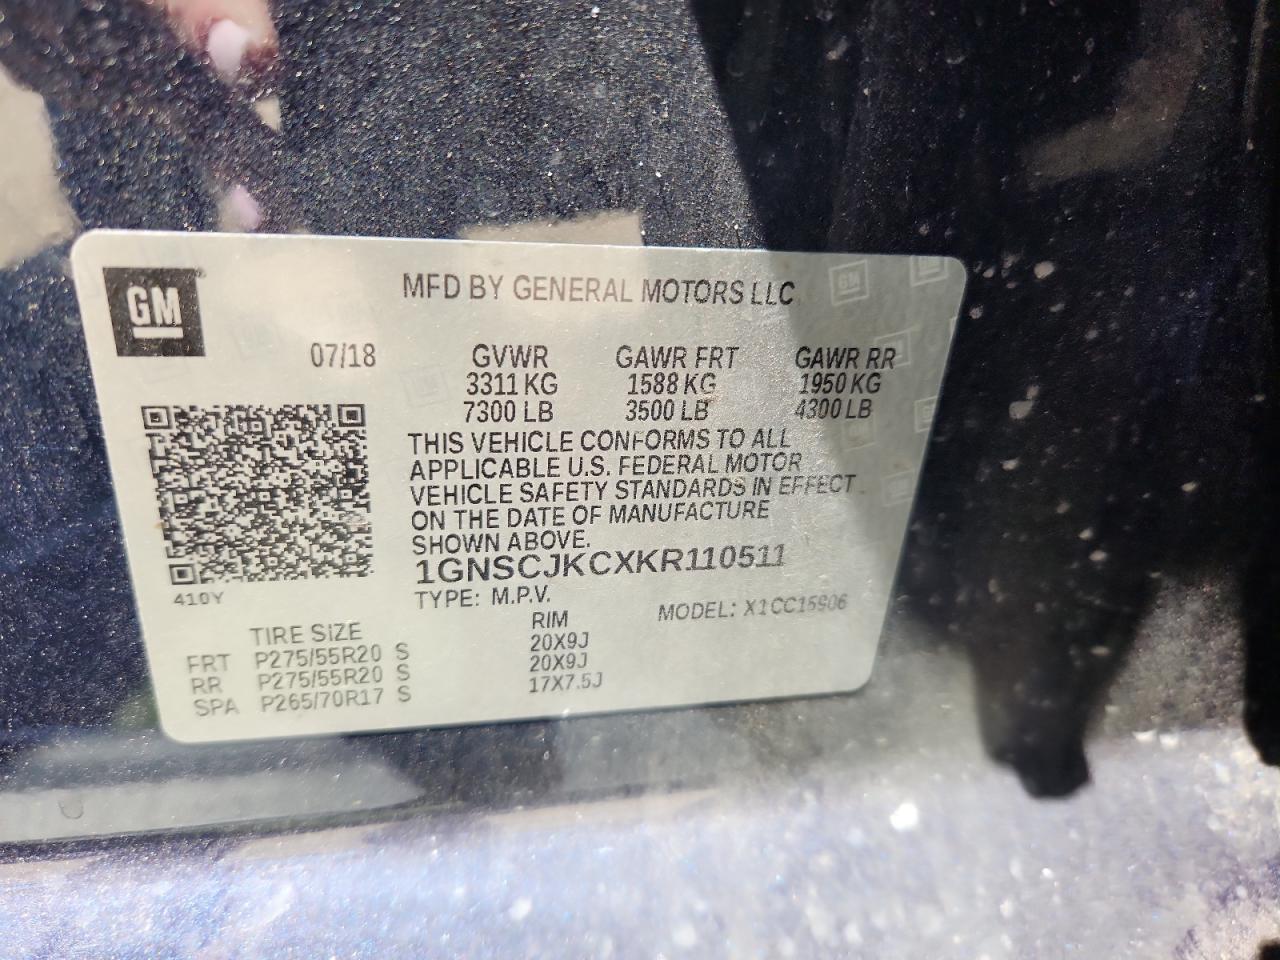 GM
MFD BY GENERAL MOTORS LLC
07/18 GVWR GAWR FRT GAWR RR
3311 KG 1588 KG 1950 KG
7300 LB 3500 LB 4300 LB
THIS VEHICLE CONFORMS TO ALL
APPLICABLE U.S. FEDERAL MOTOR
VEHICLE SAFETY STANDARDS IN EFFECT
ON THE DATE OF MANUFACTURE
SHOWN ABOVE.
1GNSCJKCXKR110511
410Y
TYPE: M.P.V. MODEL: X1CC15906
TIRE SIZE RIM
FRT P275/55R20 S 20X9J
RR P275/55R20 S 20X9J
SPA P265/70R17 S 17X7.5J